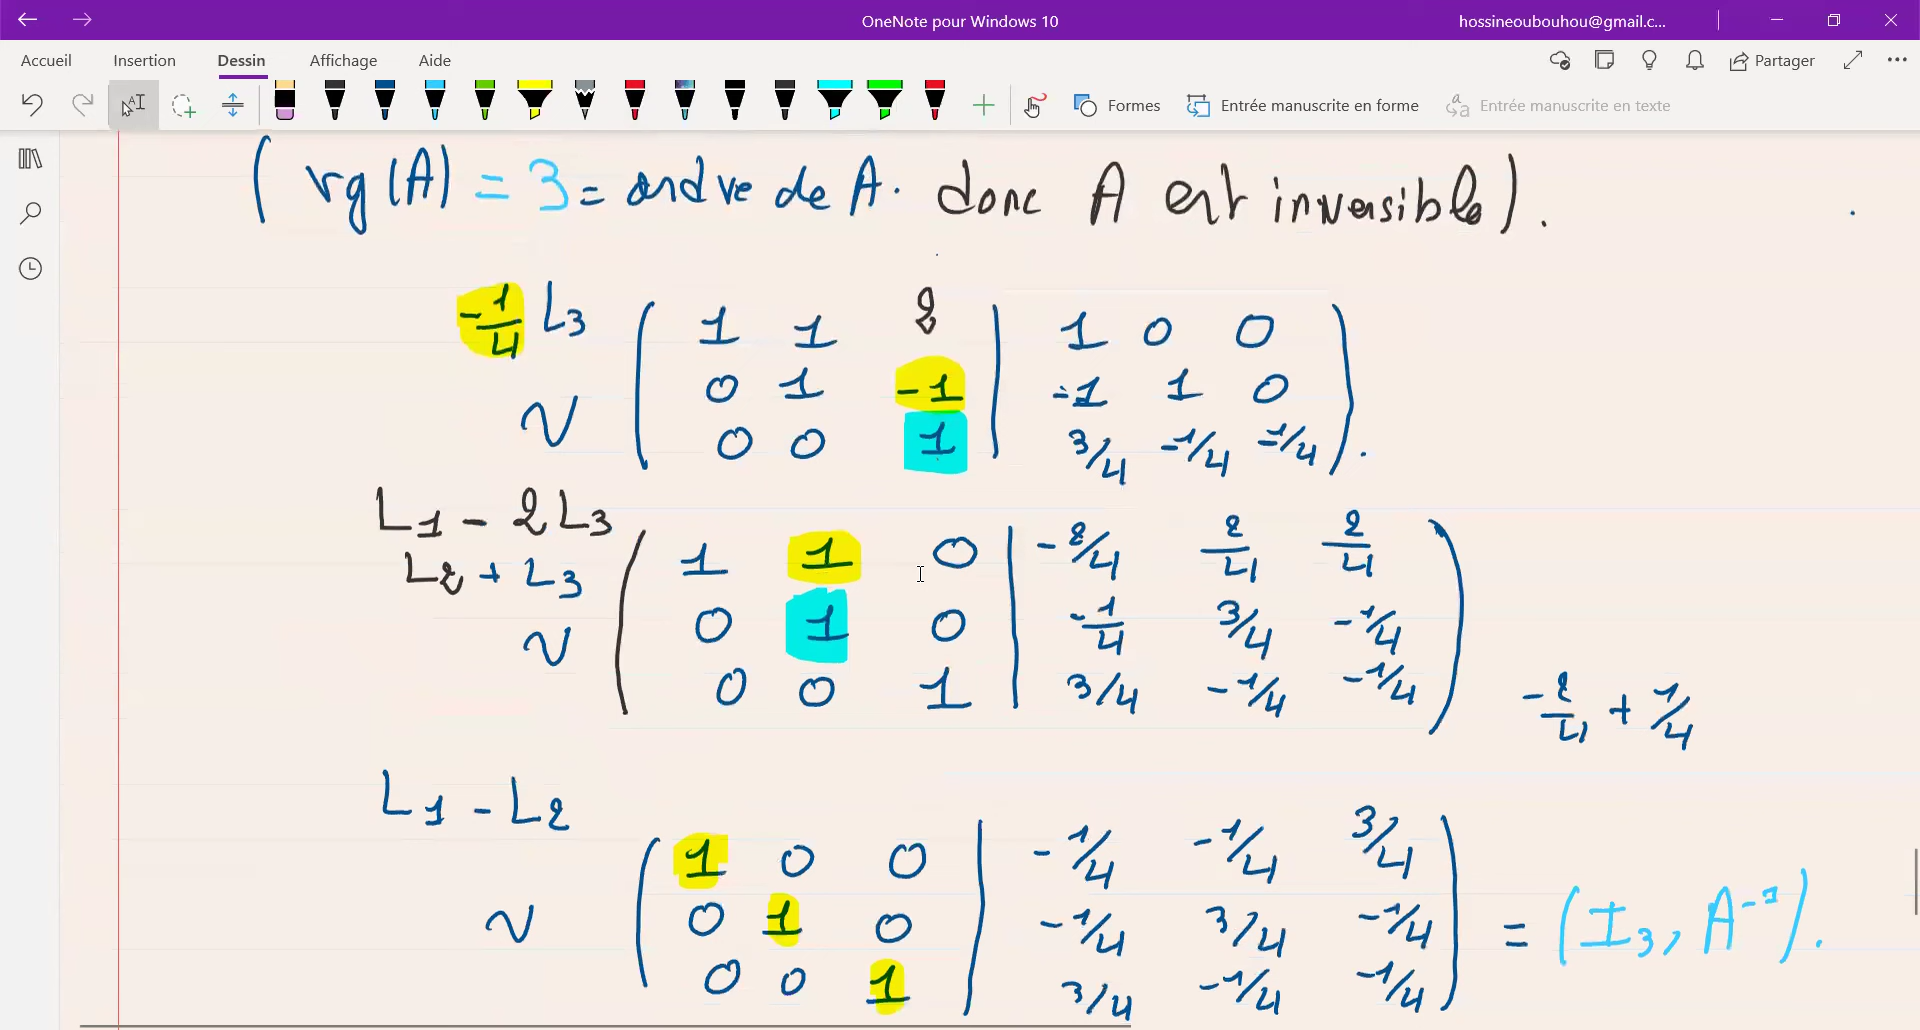 OneNote pour Windows 10 hossineoubouhou@gmail.c...
Accueil Insertion Dessin Affichage Aide Partager
Formes Entrée manuscrite en forme Entrée manuscrite en texte
( rg(A) = 3 = ordre de A. donc A est inversible).
-1/4 L3 ( 1 1 2 | 1 0 0 )
0 1 -1 | -1 1 0
~ 0 0 1 | 3/4 -1/4 -1/4 .
L1 - 2L3
L2 + L3 ( 1 1 0 | -2/4 2/4 2/4 )
~ 0 1 0 | -1/4 3/4 -1/4
0 0 1 | 3/4 -1/4 -1/4
-2/4 + 1/4
L1 - L2
( 1 0 0 | -1/4 -1/4 3/4 )
~ 0 1 0 | -1/4 3/4 -1/4 = (I3, A⁻¹).
0 0 1 | 3/4 -1/4 -1/4